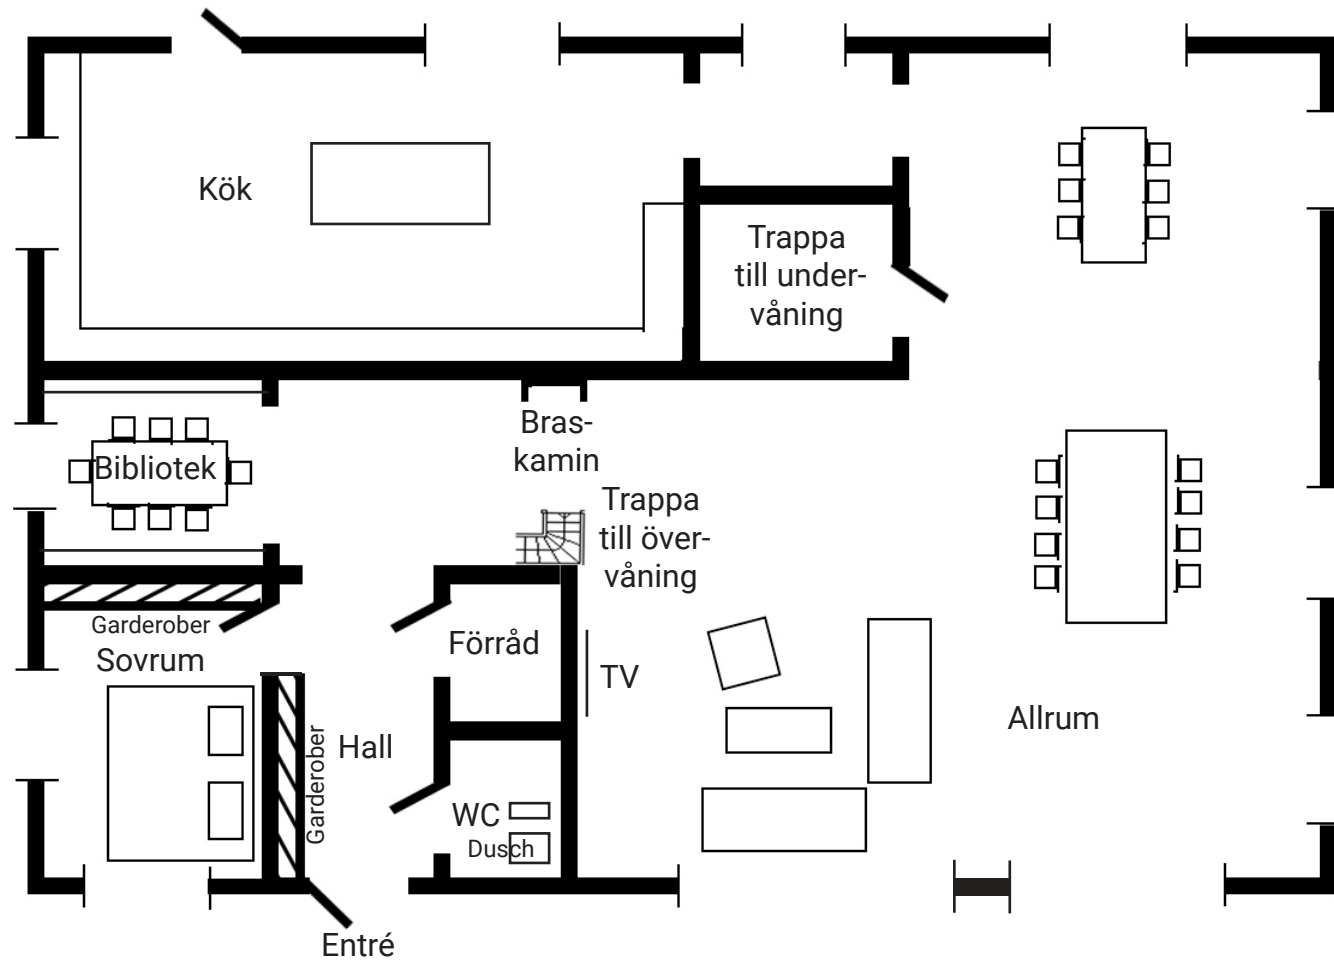 Kök
Trappa
till under-
våning
Bras-
kamin
Bibliotek
Trappa
till över-
våning
Garderober
Sovrum
Förråd
TV
Allrum
Hall
Garderober
WC
Dusch
Entré